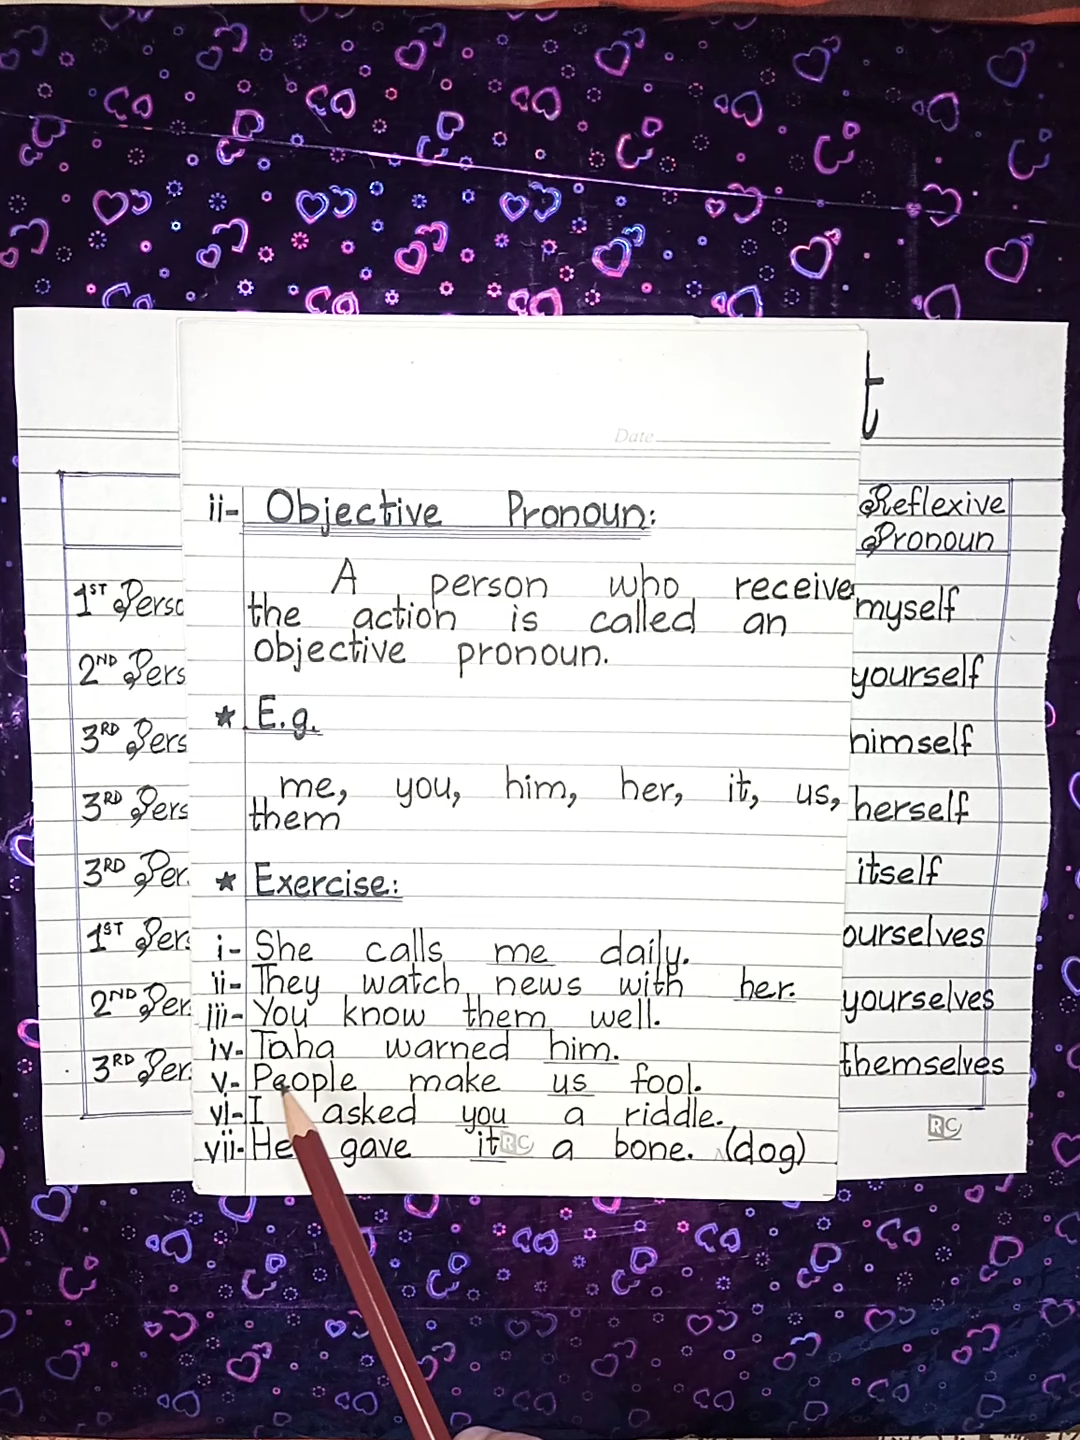 t
Date
ii- Objective Pronoun:
A person who receive
the action is called an
objective pronoun.
★ E.g.
me, you, him, her, it, us,
them
★ Exercise:
i- She calls me daily.
ii- They watch news with her.
iii- You know them well.
iv- Taha warned him.
v- People make us fool.
vi- I asked you a riddle.
vii- He gave it a bone. (dog)
RC
1ST Perso
2ND Pers
3RD Pers
3RD Pers
3RD Per
1ST Per
2ND Per
3RD Per
Reflexive
Pronoun
myself
yourself
himself
herself
itself
ourselves
yourselves
themselves
RC